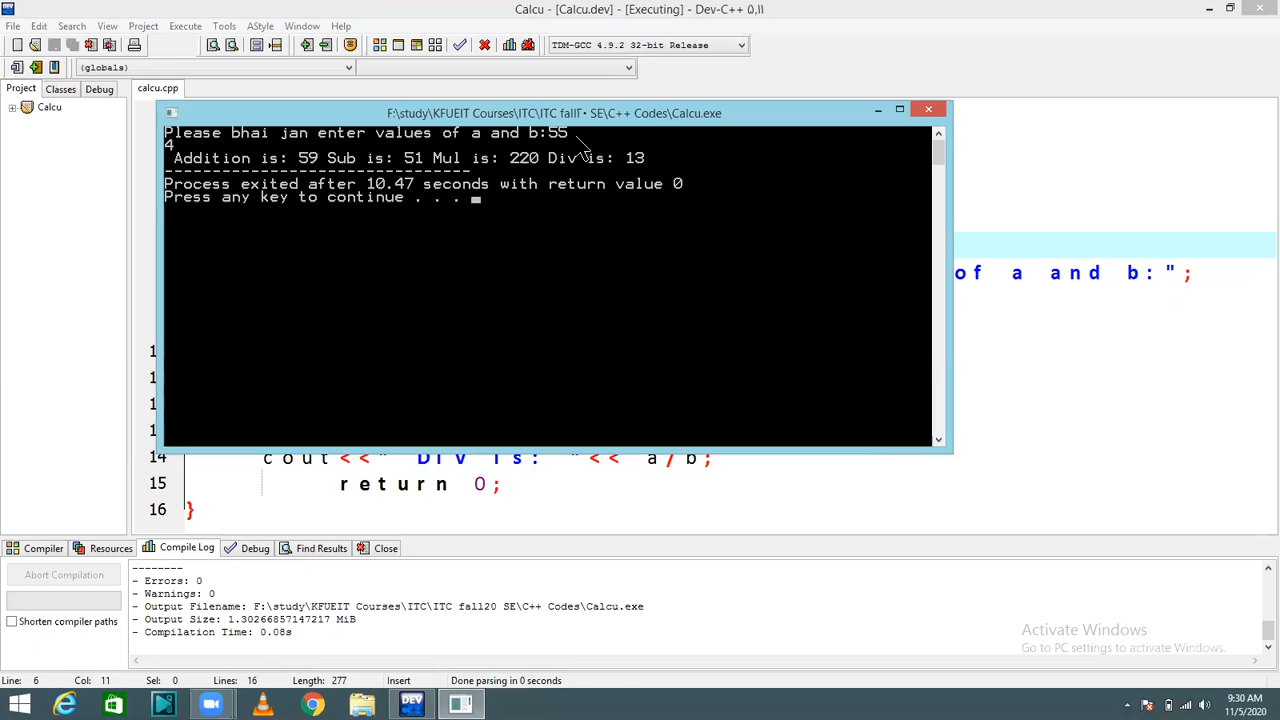 Calcu - [Calcu.dev] - [Executing] - Dev-C++
File Edit Search View Project Execute Tools AStyle Window Help
TDM-GCC 4.9.2 32-bit Release
(globals)
Project Classes Debug
calcu.cpp
Calcu
F:\study\KFUEIT Courses\ITC\ITC fall SE\C++ Codes\Calcu.exe
Please bhai jan enter values of a and b:55
4
Addition is: 59 Sub is: 51 Mul is: 220 Div is: 13
--------------------------------
Process exited after 10.47 seconds with return value 0
Press any key to continue . . .
of a and b:";
14 cout<<" Div is: "<< a/b;
15 return 0;
16 }
Compiler Resources Compile Log Debug Find Results Close
Abort Compilation
Shorten compiler paths
--------
- Errors: 0
- Warnings: 0
- Output Filename: F:\study\KFUEIT Courses\ITC\ITC fall20 SE\C++ Codes\Calcu.exe
- Output Size: 1.30266857147217 MiB
- Compilation Time: 0.08s
Activate Windows
Go to PC settings to activate Windows.
Line: 6 Col: 11 Sel: 0 Lines: 16 Length: 277 Insert Done parsing in 0 seconds
DEV
9:30 AM
11/5/2020